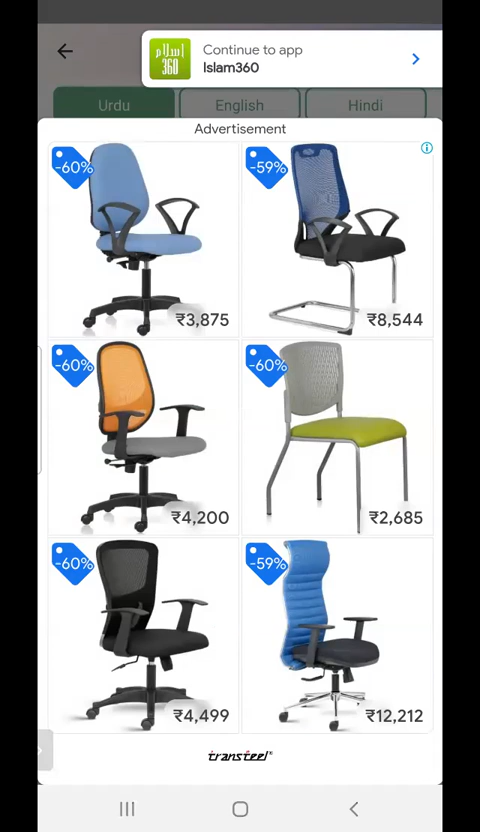 اسلام
360
Continue to app
Islam360
Urdu
English
Hindi
Advertisement
-60%
-59%
₹3,875
₹8,544
-60%
-60%
₹4,200
₹2,685
-60%
-59%
₹4,499
₹12,212
transteel®